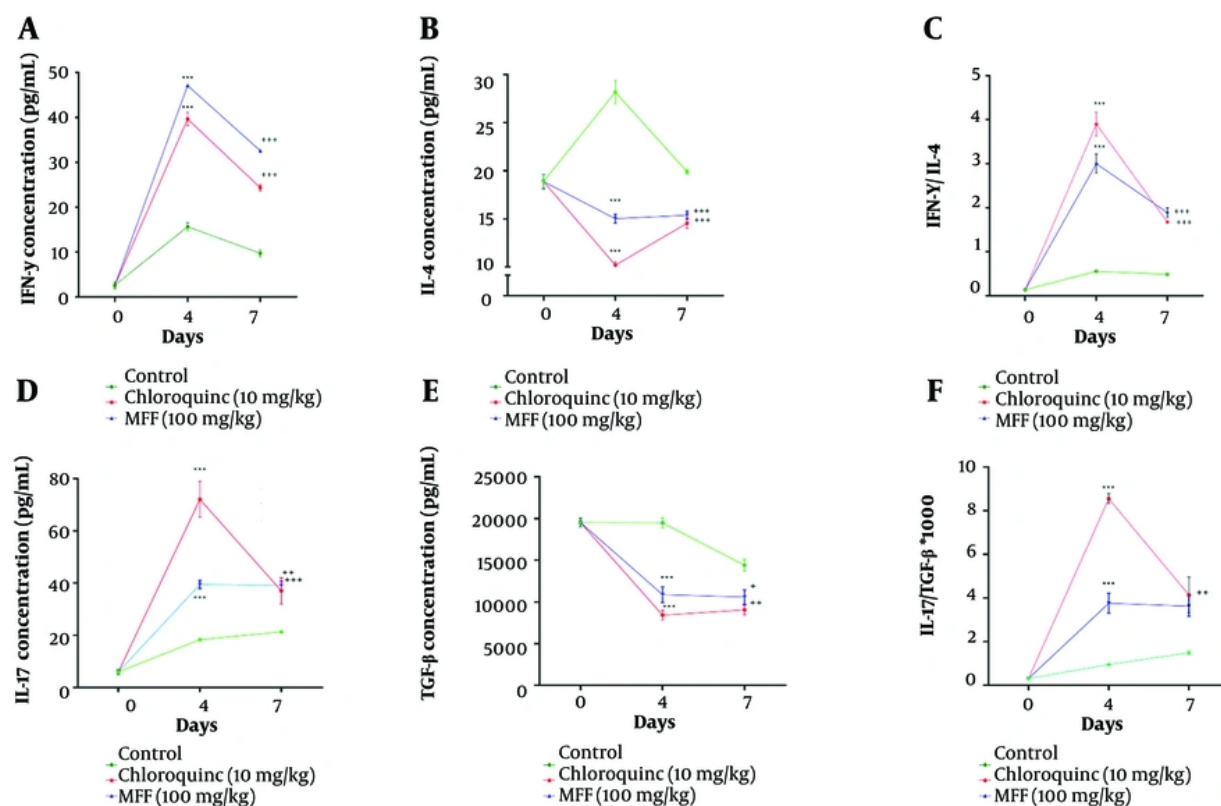 A
IFN-y concentration (pg/mL)
50
40
30
20
10
0
***
***
+++
+++
0 4 7
Days
Control
Chloroquinc (10 mg/kg)
MFF (100 mg/kg)
B
IL-4 concentration (pg/mL)
30
25
20
15
10
0
***
***
+++
+++
0 4 7
Days
Control
Chloroquinc (10 mg/kg)
MFF (100 mg/kg)
C
IFN-Y/ IL-4
5
4
3
2
1
0
***
***
+++
+++
0 4 7
Days
Control
Chloroquinc (10 mg/kg)
MFF (100 mg/kg)
D
IL-17 concentration (pg/mL)
80
60
40
20
0
***
***
++
+++
0 4 7
Days
Control
Chloroquinc (10 mg/kg)
MFF (100 mg/kg)
E
TGF-β concentration (pg/mL)
25000
20000
15000
10000
5000
0
***
***
+
++
0 4 7
Days
Control
Chloroquinc (10 mg/kg)
MFF (100 mg/kg)
F
IL-17/TGF-β *1000
10
8
6
4
2
0
***
***
++
0 4 7
Days
Control
Chloroquinc (10 mg/kg)
MFF (100 mg/kg)